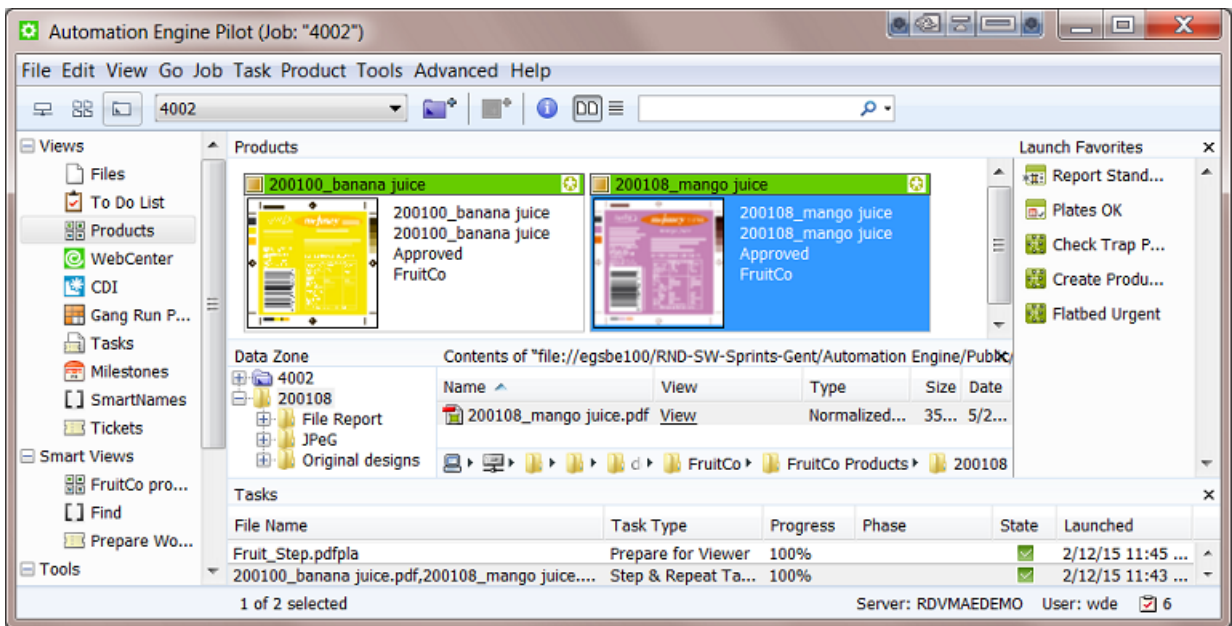 Automation Engine Pilot (Job: "4002")
File Edit View Go Job Task Product Tools Advanced Help
4002
Views
Files
To Do List
Products
WebCenter
CDI
Gang Run P...
Tasks
Milestones
SmartNames
Tickets
Smart Views
FruitCo pro...
Find
Prepare Wo...
Tools
Products
200100_banana juice
200100_banana juice
200100_banana juice
Approved
FruitCo
200108_mango juice
200108_mango juice
200108_mango juice
Approved
FruitCo
Data Zone
4002
200108
File Report
JPeG
Original designs
Contents of "file://egsbe100/RND-SW-Sprints-Gent/Automation Engine/Public/
Name View Type Size Date
200108_mango juice.pdf View Normalized... 35... 5/2...
d FruitCo FruitCo Products 200108
Launch Favorites
Report Stand...
Plates OK
Check Trap P...
Create Produ...
Flatbed Urgent
Tasks
File Name Task Type Progress Phase State Launched
Fruit_Step.pdfpla Prepare for Viewer 100% 2/12/15 11:45 ...
200100_banana juice.pdf,200108_mango juice.... Step & Repeat Ta... 100% 2/12/15 11:43 ...
1 of 2 selected Server: RDVMAEDEMO User: wde 6